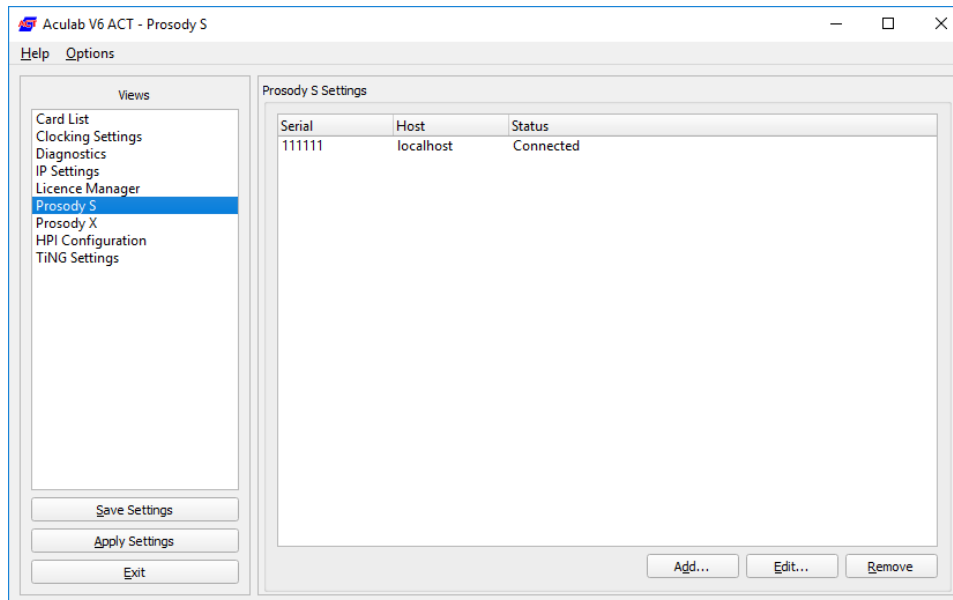 Aculab V6 ACT - Prosody S
Help Options
Views
Card List
Clocking Settings
Diagnostics
IP Settings
Licence Manager
Prosody S
Prosody X
HPI Configuration
TiNG Settings
Save Settings
Apply Settings
Exit
Prosody S Settings
Serial Host Status
111111 localhost Connected
Add... Edit... Remove